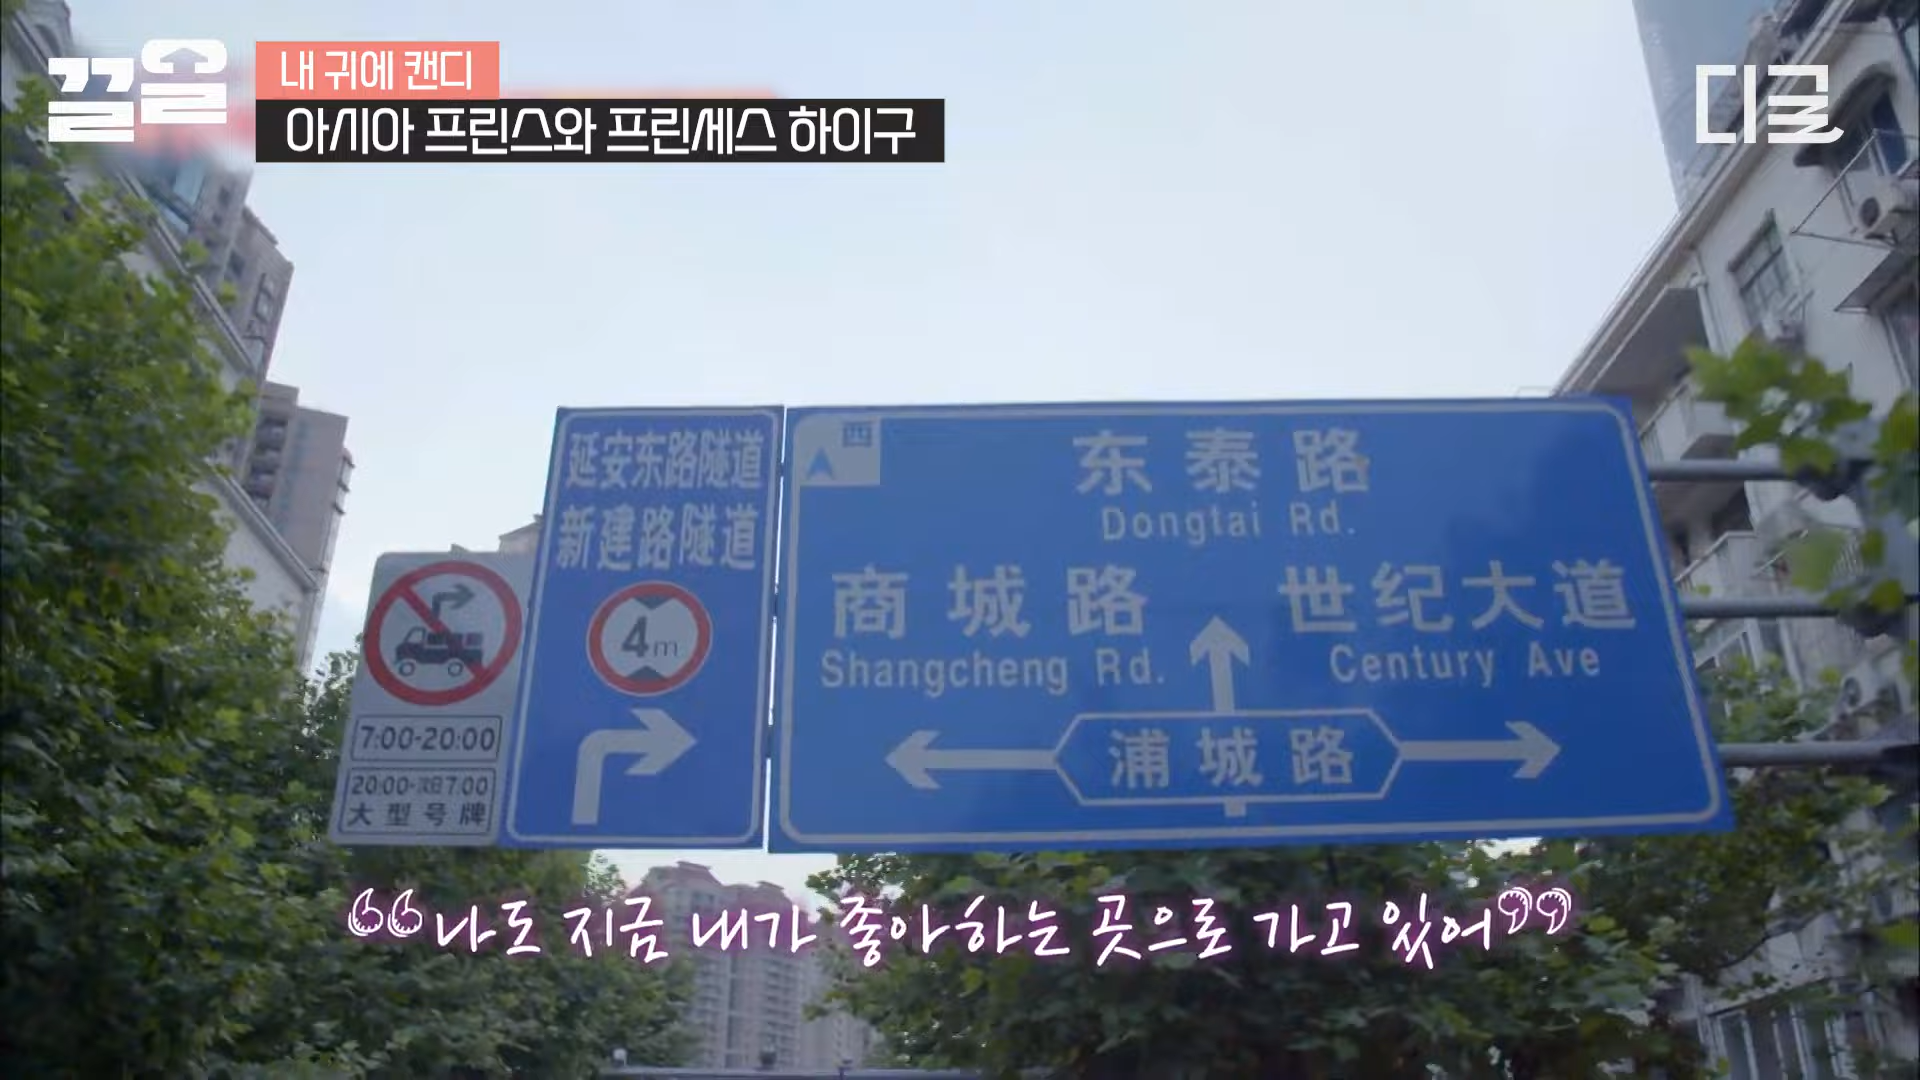 끌올
내 귀에 캔디
아시아 프린스와 프린세스 하이구
디글
西
东泰路
Dongtai Rd.
商城路
世纪大道
Shangcheng Rd.
Century Ave
浦城路
延安东路隧道
新建路隧道
4m
7:00-20:00
20:00-次日7:00
大型号牌
❝나도 지금 내가 좋아하는 곳으로 가고 있어❞